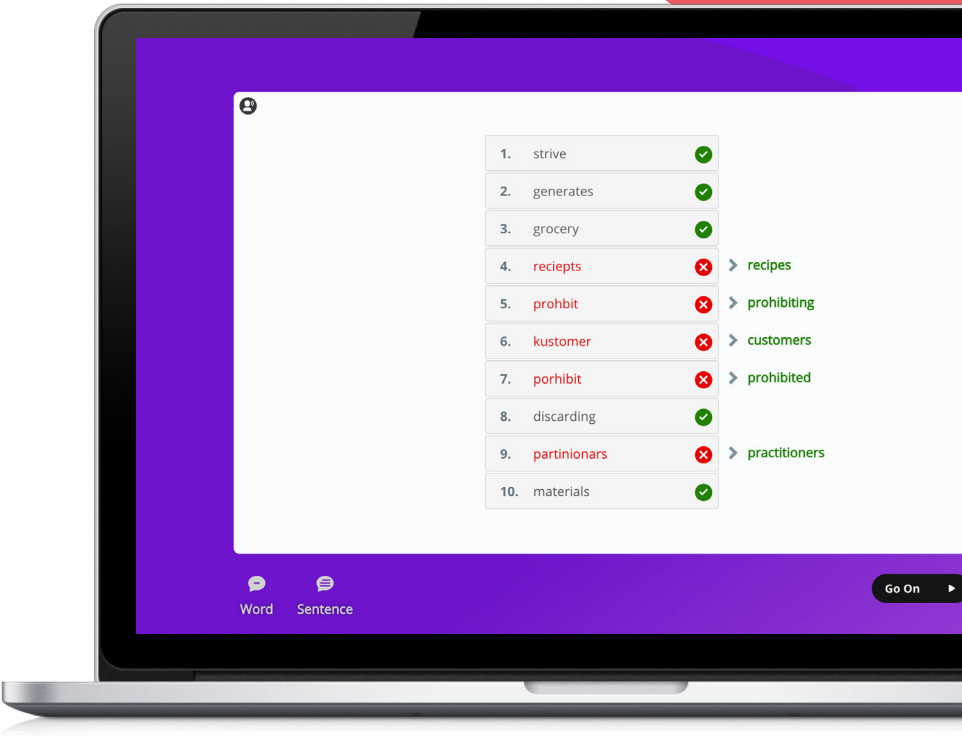 1. strive
2. generates
3. grocery
4. reciepts recipes
5. prohbit prohibiting
6. kustomer customers
7. porhibit prohibited
8. discarding
9. partinionars practitioners
10. materials
Word Sentence Go On